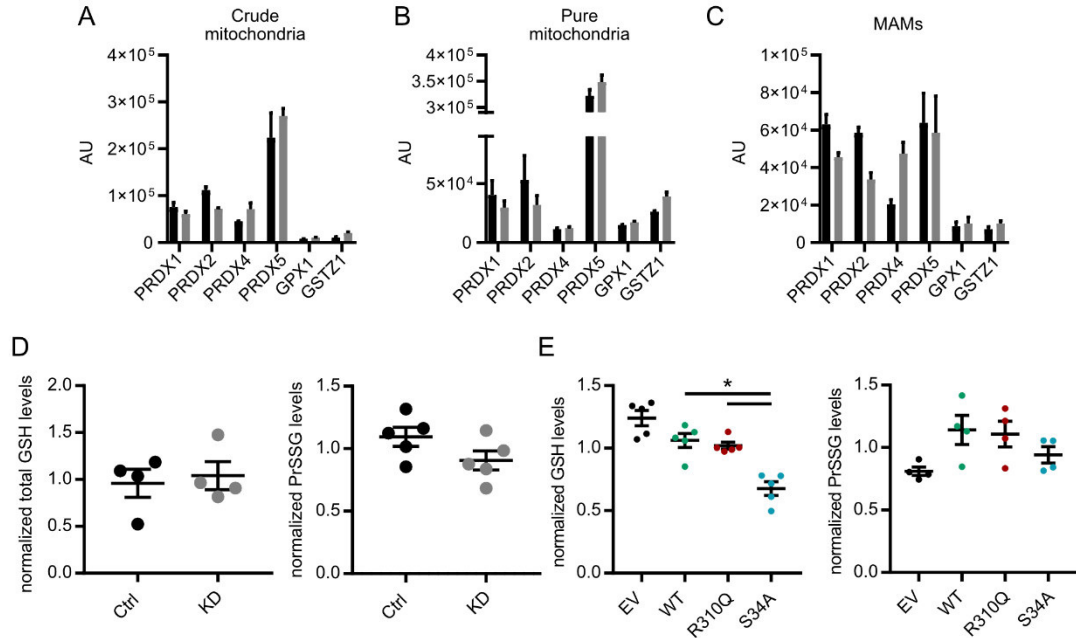 A
Crude
mitochondria
AU
4×10⁵
3×10⁵
2×10⁵
1×10⁵
0
PRDX1
PRDX2
PRDX4
PRDX5
GPX1
GSTZ1
B
Pure
mitochondria
AU
4×10⁵
3.5×10⁵
3×10⁵
5×10⁴
0
PRDX1
PRDX2
PRDX4
PRDX5
GPX1
GSTZ1
C
MAMs
AU
1×10⁵
8×10⁴
6×10⁴
4×10⁴
2×10⁴
0
PRDX1
PRDX2
PRDX4
PRDX5
GPX1
GSTZ1
D
normalized total GSH levels
2.0
1.5
1.0
0.5
0.0
Ctrl
KD
normalized PrSSG levels
1.5
1.0
0.5
0.0
Ctrl
KD
E
normalized GSH levels
1.5
1.0
0.5
0.0
*
EV
WT
R310Q
S34A
normalized PrSSG levels
1.5
1.0
0.5
0.0
EV
WT
R310Q
S34A